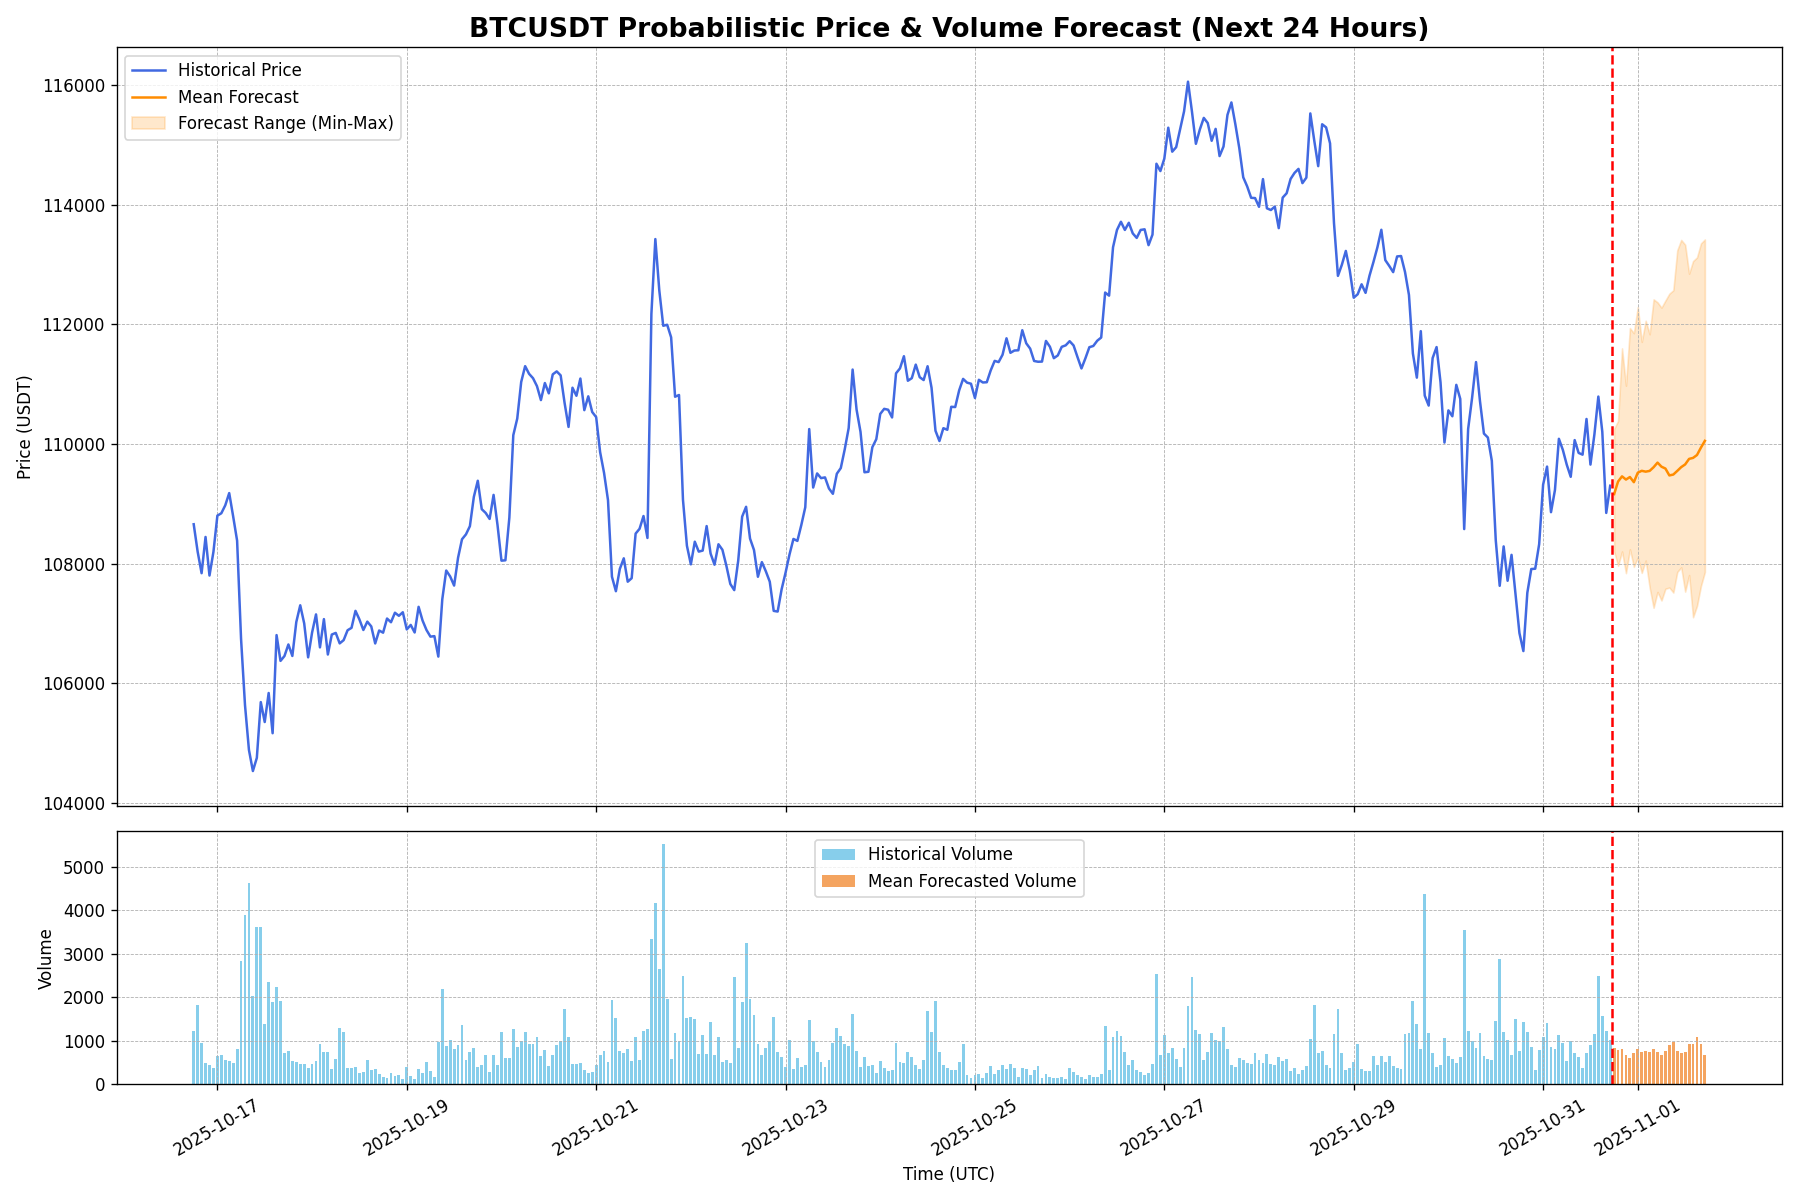 BTCUSDT Probabilistic Price & Volume Forecast (Next 24 Hours)
Historical Price
Mean Forecast
Forecast Range (Min-Max)
Price (USDT)
116000
114000
112000
110000
108000
106000
104000
Historical Volume
Mean Forecasted Volume
Volume
5000
4000
3000
2000
1000
0
2025-10-17
2025-10-19
2025-10-21
2025-10-23
2025-10-25
2025-10-27
2025-10-29
2025-10-31
2025-11-01
Time (UTC)